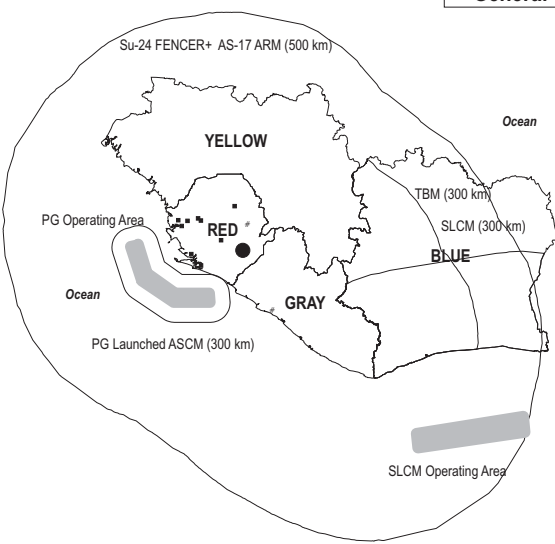 General
Su-24 FENCER+ AS-17 ARM (500 km)
Ocean
YELLOW
TBM (300 km)
PG Operating Area
SLCM (300 km)
RED
BLUE
Ocean
GRAY
PG Launched ASCM (300 km)
SLCM Operating Area